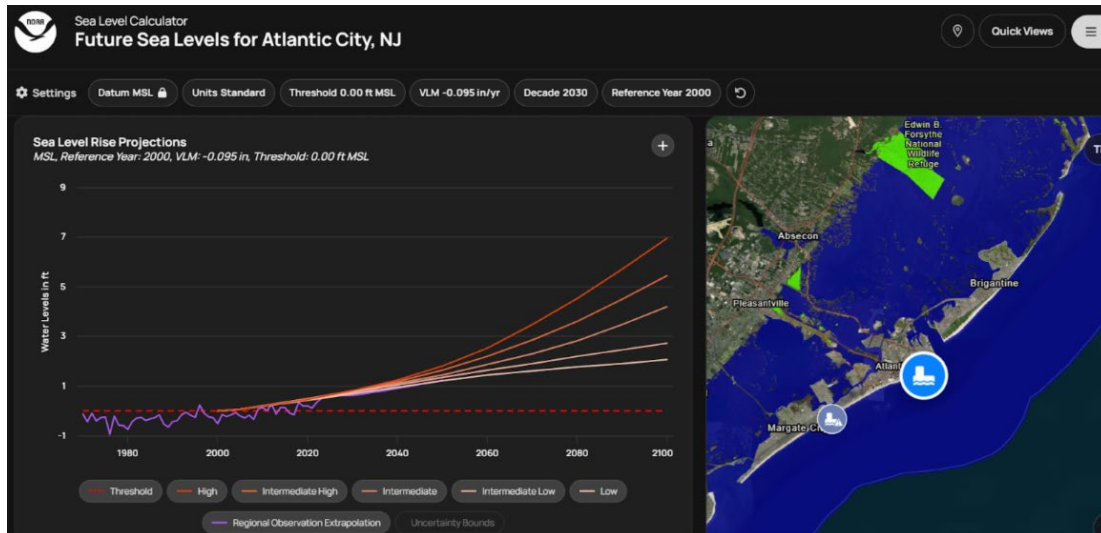 NOAA
Sea Level Calculator
Future Sea Levels for Atlantic City, NJ
Quick Views
Settings
Datum MSL
Units Standard
Threshold 0.00 ft MSL
VLM -0.095 in/yr
Decade 2030
Reference Year 2000
Sea Level Rise Projections
MSL, Reference Year: 2000, VLM: -0.095 in, Threshold: 0.00 ft MSL
+
Water Levels in ft
9
7
5
3
1
-1
1980
2000
2020
2040
2060
2080
2100
Threshold
High
Intermediate High
Intermediate
Intermediate Low
Low
Regional Observation Extrapolation
Uncertainty Bounds
Edwin B.
Forsythe
National
Wildlife
Refuge
Absecon
Brigantine
Pleasantville
Atlant
Margate C